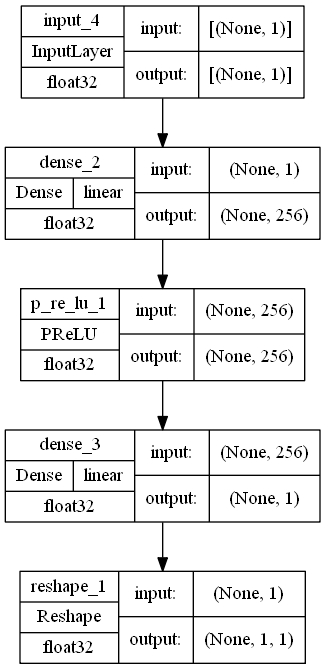 input_4
InputLayer
float32
input:
[(None, 1)]
output:
[(None, 1)]
dense_2
Dense linear
float32
input:
(None, 1)
output:
(None, 256)
p_re_lu_1
PReLU
float32
input:
(None, 256)
output:
(None, 256)
dense_3
Dense linear
float32
input:
(None, 256)
output:
(None, 1)
reshape_1
Reshape
float32
input:
(None, 1)
output:
(None, 1, 1)